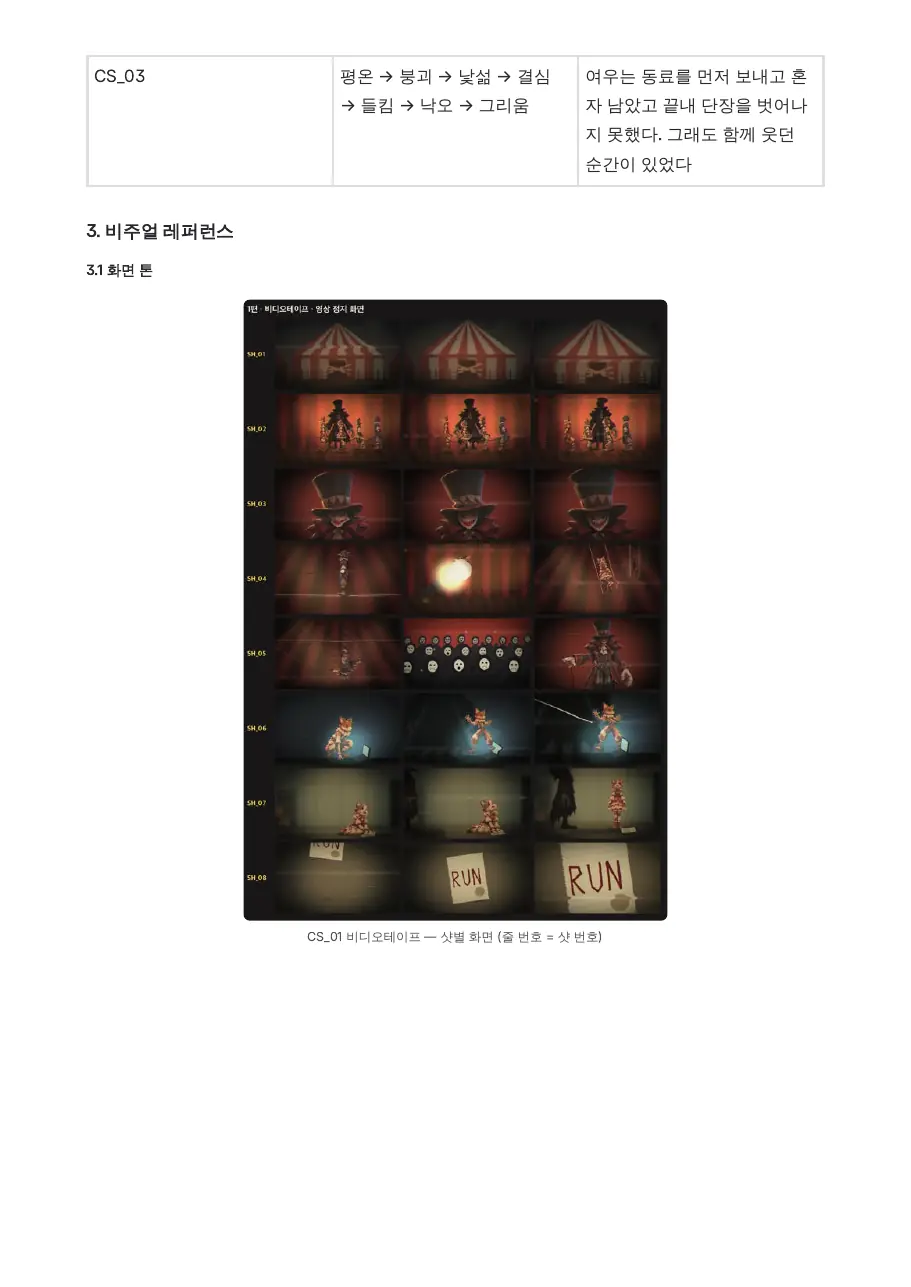 CS_03
평온 → 붕괴 → 낯섦 → 결심
→ 들킴 → 낙오 → 그리움
여우는 동료를 먼저 보내고 혼
자 남았고 끝내 단장을 벗어나
지 못했다. 그래도 함께 웃던
순간이 있었다
3. 비주얼 레퍼런스
3.1 화면 톤
1편 · 비디오테이프 · 영상 정지 화면
SH_01
SH_02
SH_03
SH_04
SH_05
SH_06
SH_07
SH_08
RUN
RUN
RUN
CS_01 비디오테이프 — 샷별 화면 (줄 번호 = 샷 번호)